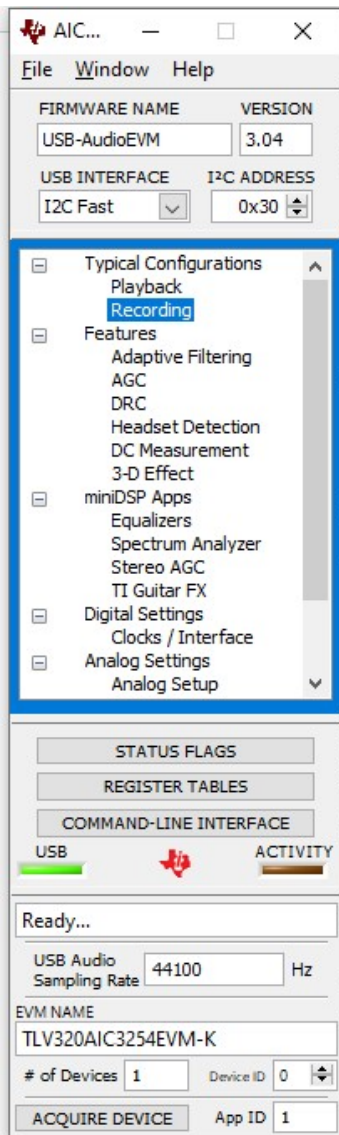 AIC...
File Window Help
FIRMWARE NAME VERSION
USB-AudioEVM 3.04
USB INTERFACE I²C ADDRESS
I2C Fast 0x30
Typical Configurations
Playback
Recording
Features
Adaptive Filtering
AGC
DRC
Headset Detection
DC Measurement
3-D Effect
miniDSP Apps
Equalizers
Spectrum Analyzer
Stereo AGC
TI Guitar FX
Digital Settings
Clocks / Interface
Analog Settings
Analog Setup
STATUS FLAGS
REGISTER TABLES
COMMAND-LINE INTERFACE
USB ACTIVITY
Ready...
USB Audio
Sampling Rate 44100 Hz
EVM NAME
TLV320AIC3254EVM-K
# of Devices 1 Device ID 0
ACQUIRE DEVICE App ID 1